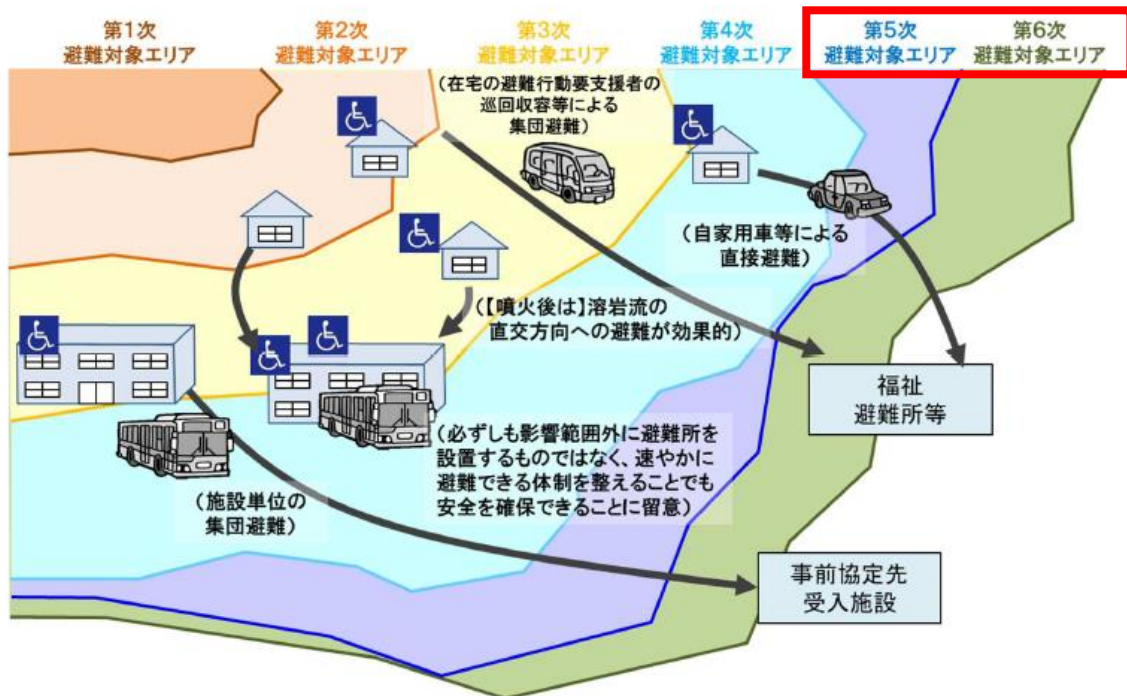 第1次
避難対象エリア
第2次
避難対象エリア
第3次
避難対象エリア
第4次
避難対象エリア
第5次
避難対象エリア
第6次
避難対象エリア
(在宅の避難行動要支援者の
巡回収容等による
集団避難)
(自家用車等による
直接避難)
(【噴火後は】溶岩流の
直交方向への避難が効果的)
福祉
避難所等
(必ずしも影響範囲外に避難所を
設置するものではなく、速やかに
避難できる体制を整えることでも
安全を確保できることに留意)
(施設単位の
集団避難)
事前協定先
受入施設